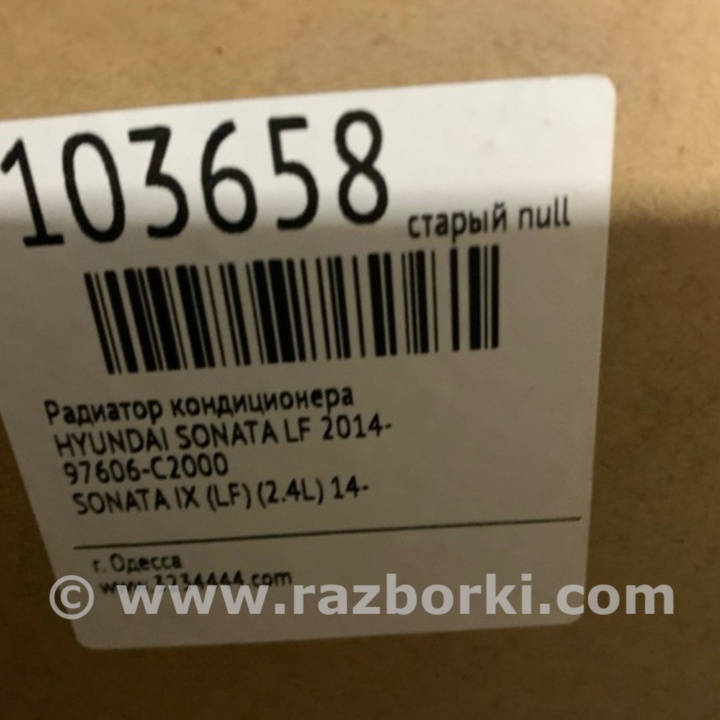 103658
старый null
Радиатор кондиционера
HYUNDAI SONATA LF 2014-
97606-C2000
SONATA IX (LF) (2.4L) 14-
г. Одесса
www.3234444.com
© www.razborki.com